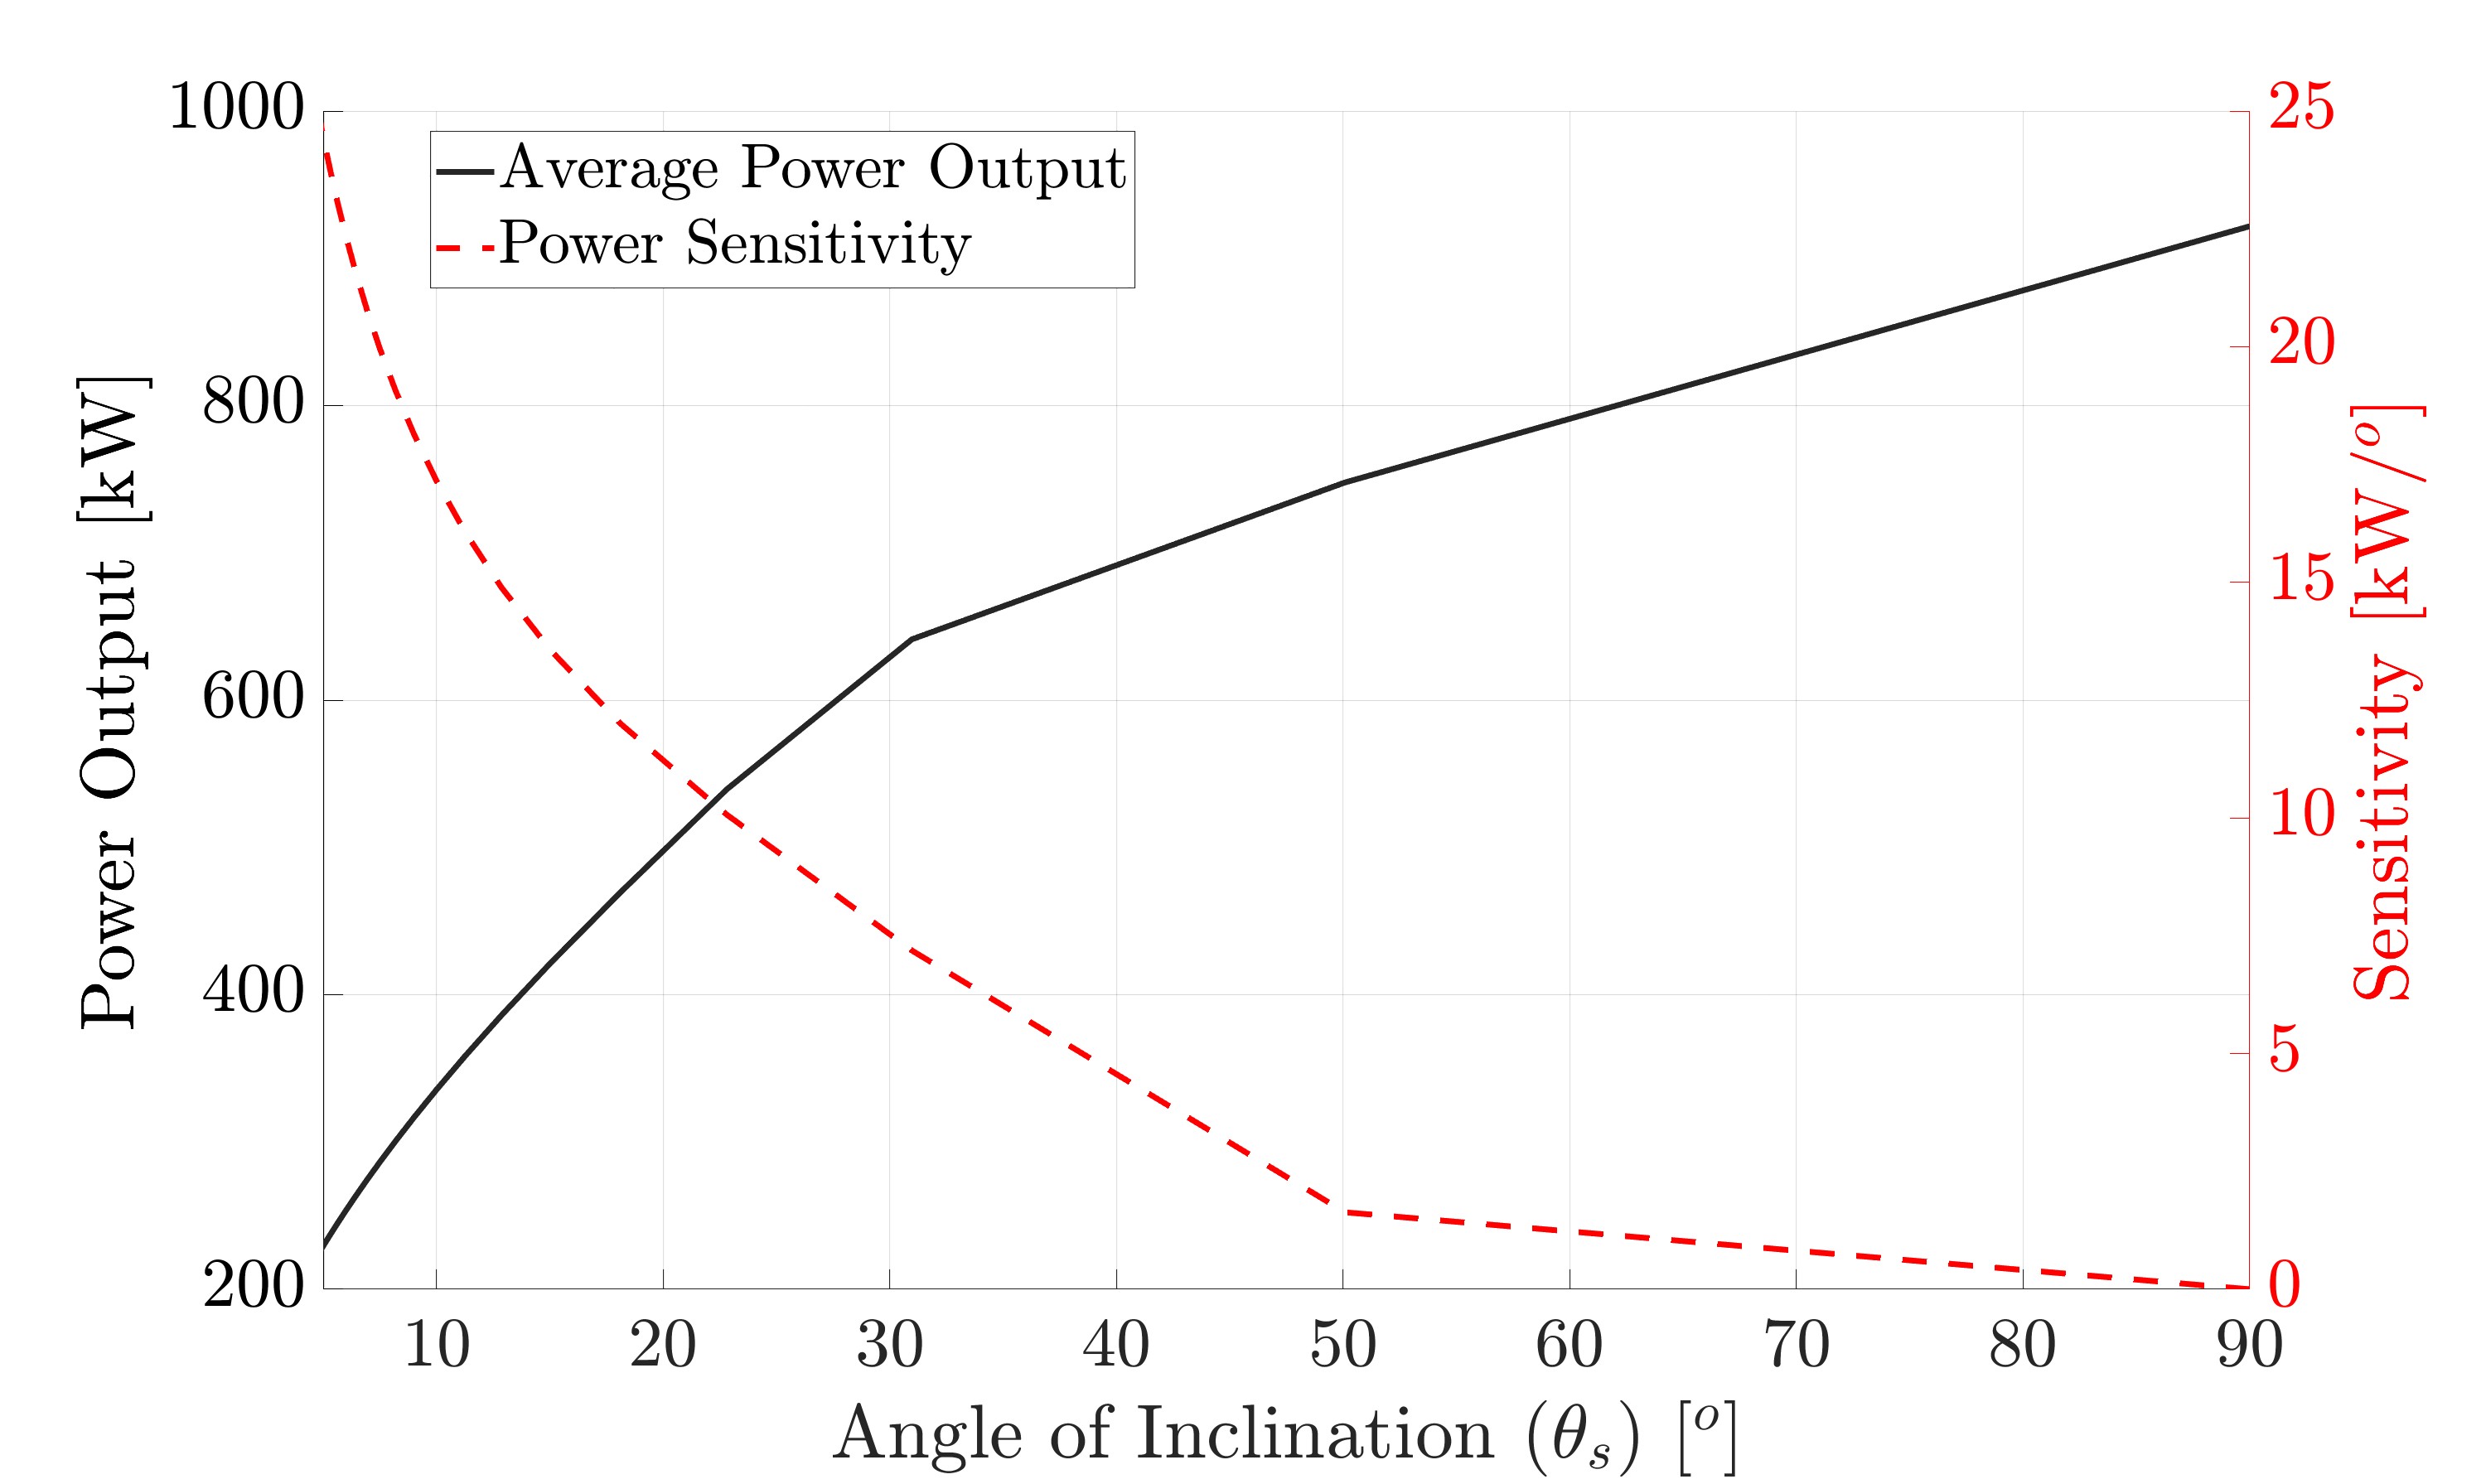 1000
800
600
400
200
Power Output [kW]
Average Power Output
Power Sensitivity
25
20
15
10
5
0
Sensitivity [kW/º]
10 20 30 40 50 60 70 80 90
Angle of Inclination (θₛ) [º]